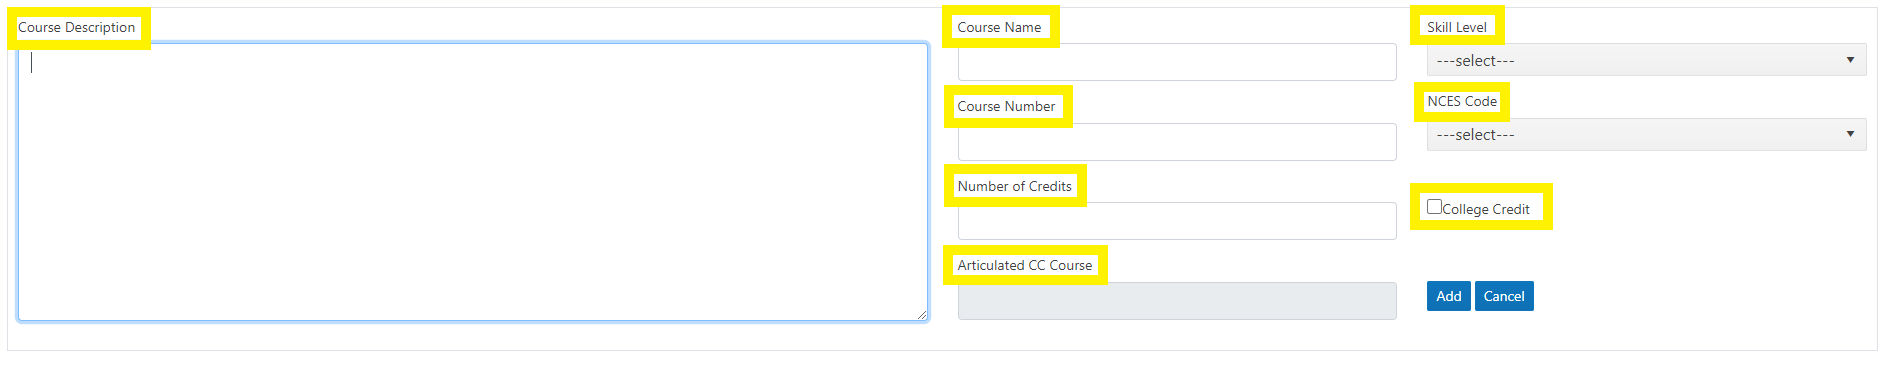 Course Description
Course Name
Skill Level
---select---
Course Number
NCES Code
---select---
Number of Credits
College Credit
Articulated CC Course
Add
Cancel